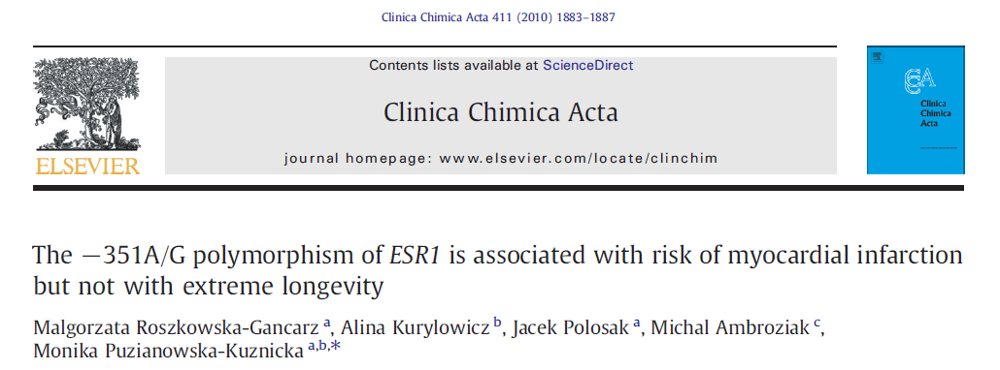 Clinica Chimica Acta 411 (2010) 1883–1887
Contents lists available at ScienceDirect
Clinica Chimica Acta
journal homepage: www.elsevier.com/locate/clinchim
ELSEVIER
CCA
Clinica
Chimica
Acta
The −351A/G polymorphism of ESR1 is associated with risk of myocardial infarction
but not with extreme longevity
Malgorzata Roszkowska-Gancarz a, Alina Kurylowicz b, Jacek Polosak a, Michal Ambroziak c,
Monika Puzianowska-Kuznicka a,b,*